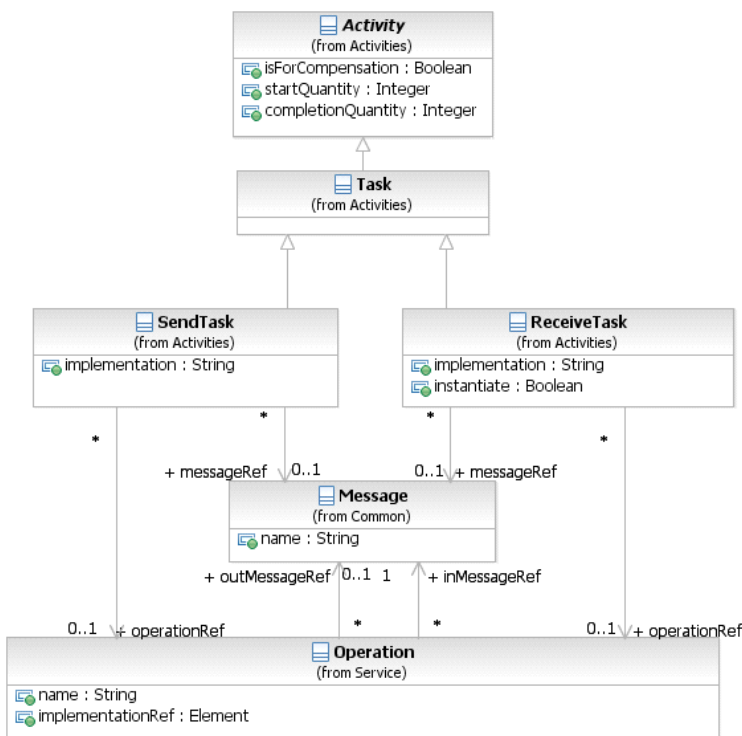 Activity
(from Activities)
isForCompensation : Boolean
startQuantity : Integer
completionQuantity : Integer
Task
(from Activities)
SendTask
(from Activities)
implementation : String
ReceiveTask
(from Activities)
implementation : String
instantiate : Boolean
*
*
*
*
+ messageRef
0..1
0..1
+ messageRef
Message
(from Common)
name : String
+ outMessageRef
0..1
1
+ inMessageRef
*
*
0..1
+ operationRef
0..1
+ operationRef
Operation
(from Service)
name : String
implementationRef : Element